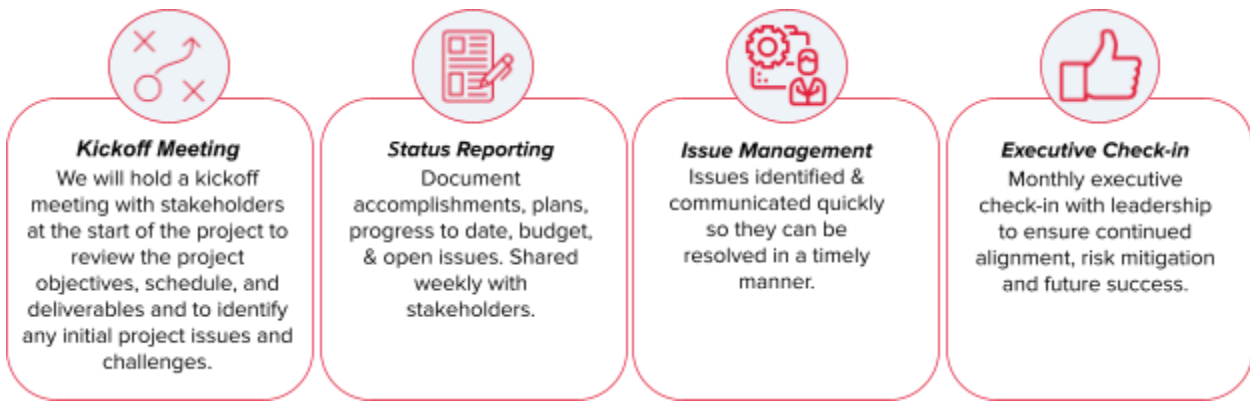 Kickoff Meeting
We will hold a kickoff
meeting with stakeholders
at the start of the project to
review the project
objectives, schedule, and
deliverables and to identify
any initial project issues and
challenges.
Status Reporting
Document
accomplishments, plans,
progress to date, budget,
& open issues. Shared
weekly with
stakeholders.
Issue Management
Issues identified &
communicated quickly
so they can be
resolved in a timely
manner.
Executive Check-in
Monthly executive
check-in with leadership
to ensure continued
alignment, risk mitigation
and future success.